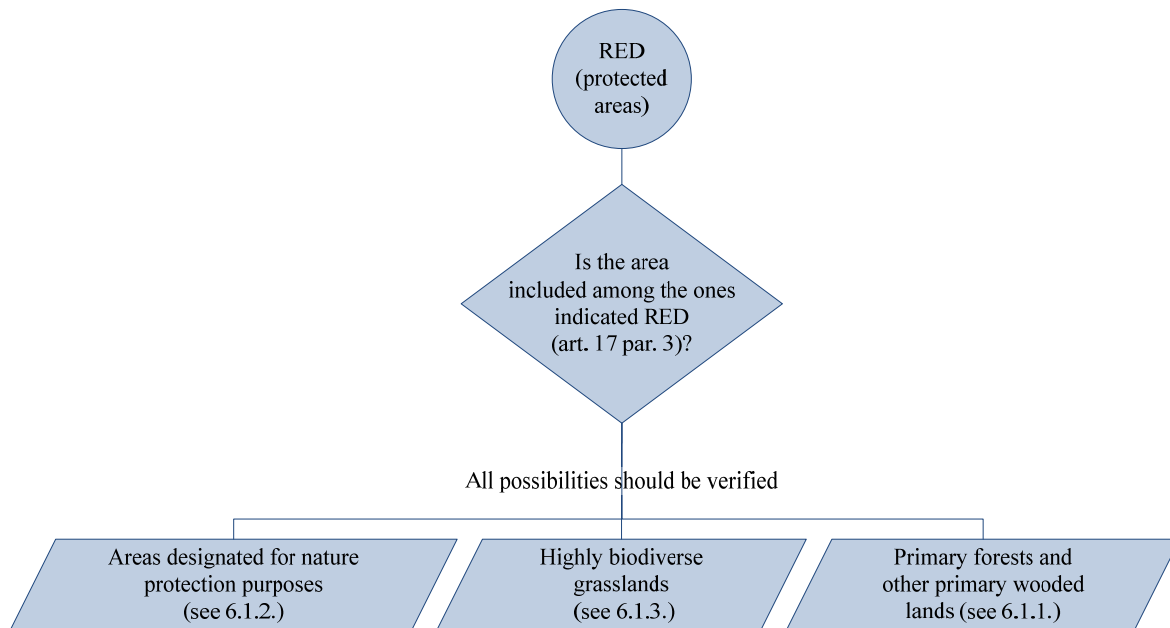 RED
(protected
areas)
Is the area
included among the ones
indicated RED
(art. 17 par. 3)?
All possibilities should be verified
Areas designated for nature
protection purposes
(see 6.1.2.)
Highly biodiverse
grasslands
(see 6.1.3.)
Primary forests and
other primary wooded
lands (see 6.1.1.)